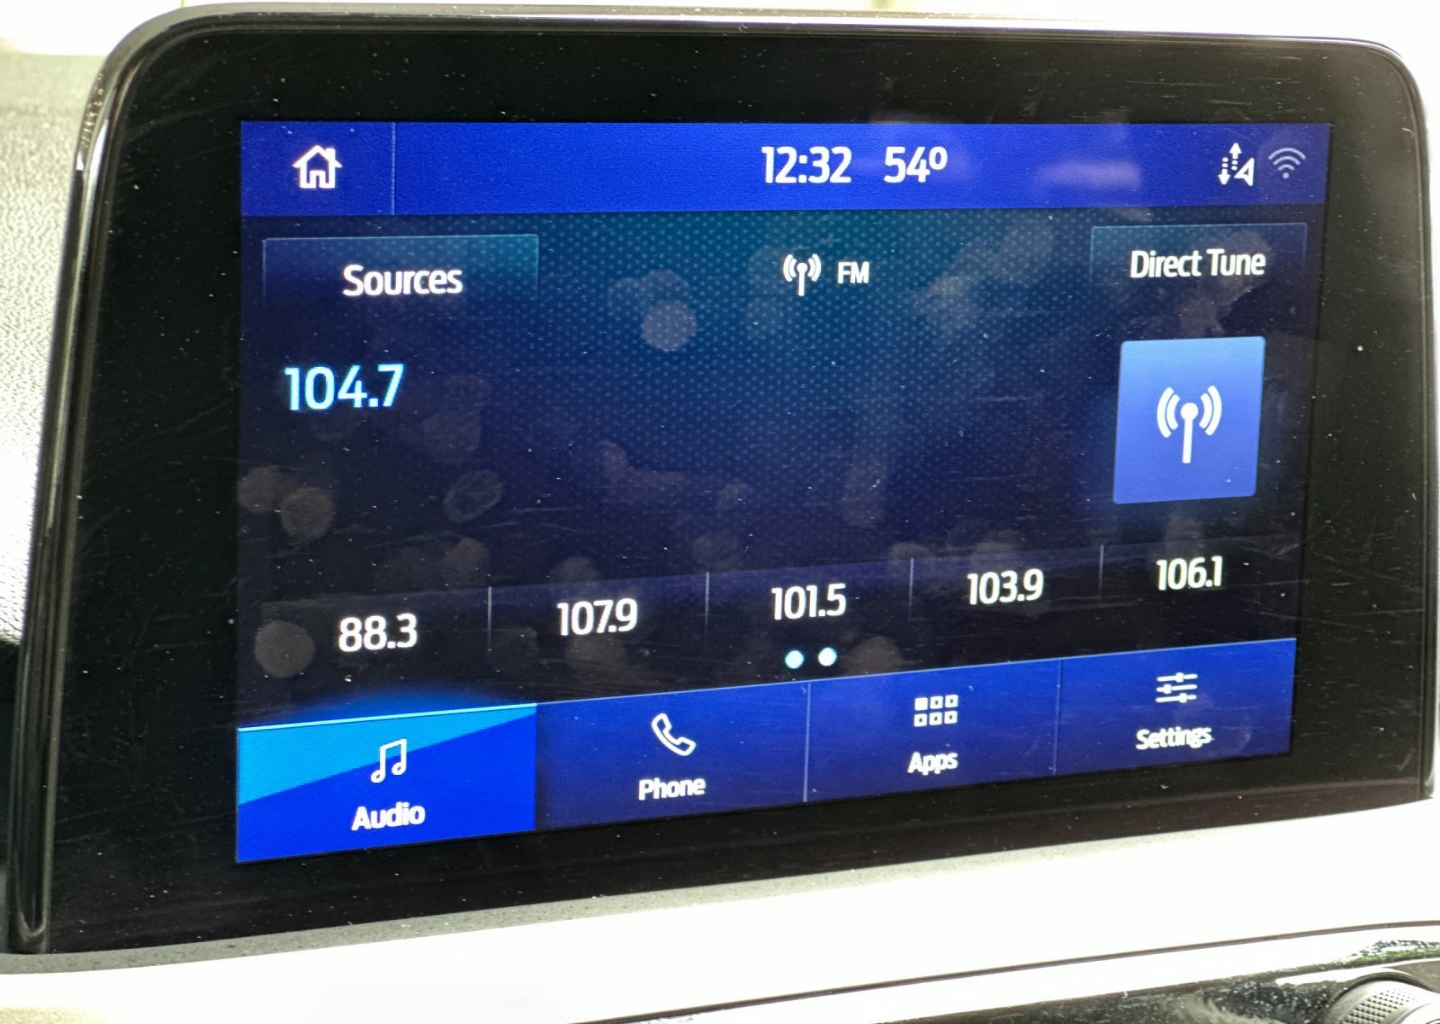 12:32 54º
Sources
FM
Direct Tune
104.7
88.3
107.9
101.5
103.9
106.1
Audio
Phone
Apps
Settings